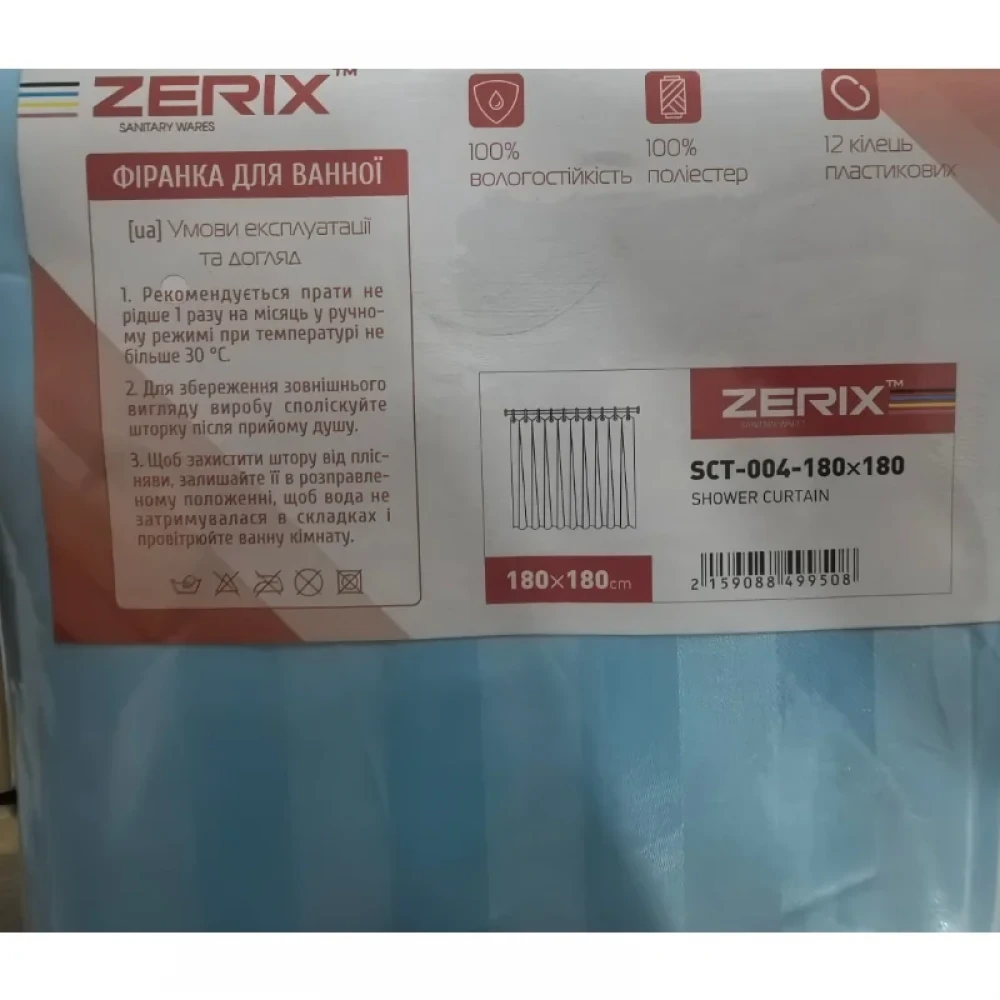 ZERIX™
SANITARY WARES
ФІРАНКА ДЛЯ ВАННОЇ
[ua] Умови експлуатації
та догляд
1. Рекомендується прати не
рідше 1 разу на місяць у ручно-
му режимі при температурі не
більше 30 °C.
2. Для збереження зовнішнього
вигляду виробу споліскуйте
шторку після прийому душу.
3. Щоб захистити штору від пліс-
няви, залишайте її в розправле-
ному положенні, щоб вода не
затримувалася в складках і
провітрюйте ванну кімнату.
100%
вологостійкість
100%
поліестер
12 кілець
пластикових
ZERIX™
SANITARY WARES
SCT-004-180×180
SHOWER CURTAIN
180×180cm
2 159088 499508